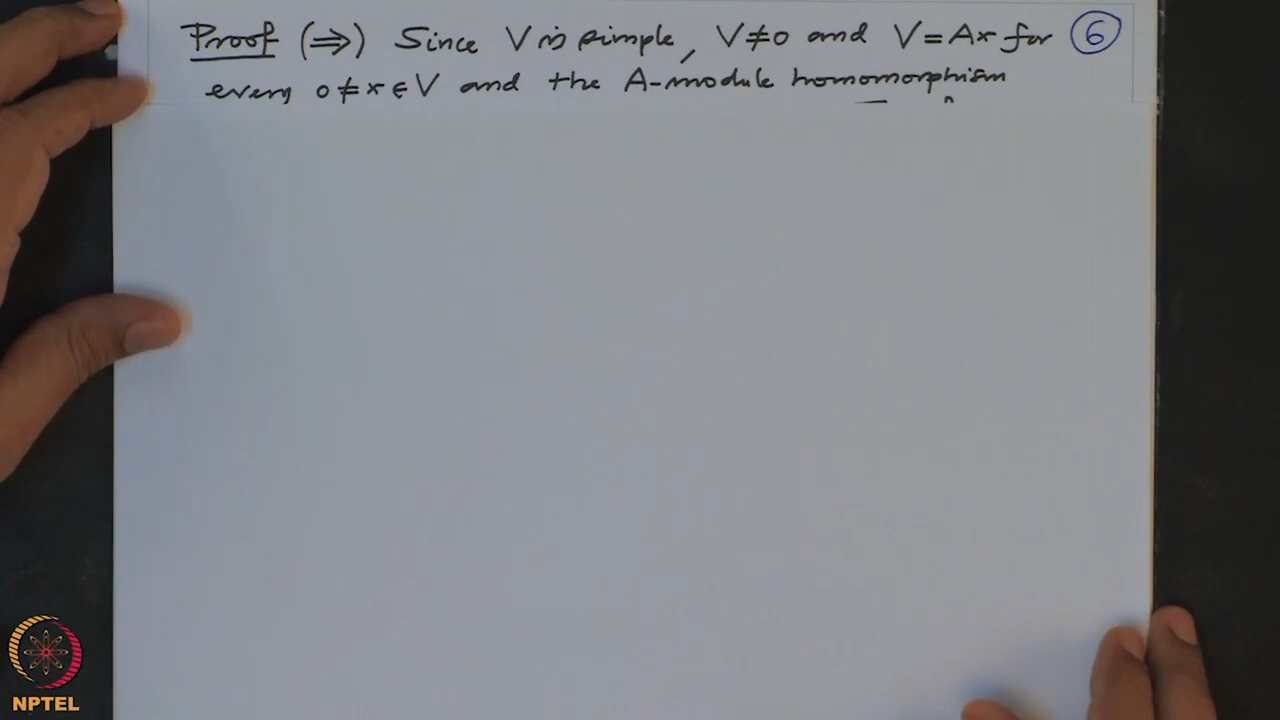 Proof (⇒) Since V is simple, V≠0 and V=Ax for ⑥
every 0≠x∈V and the A-module homomorphism
NPTEL